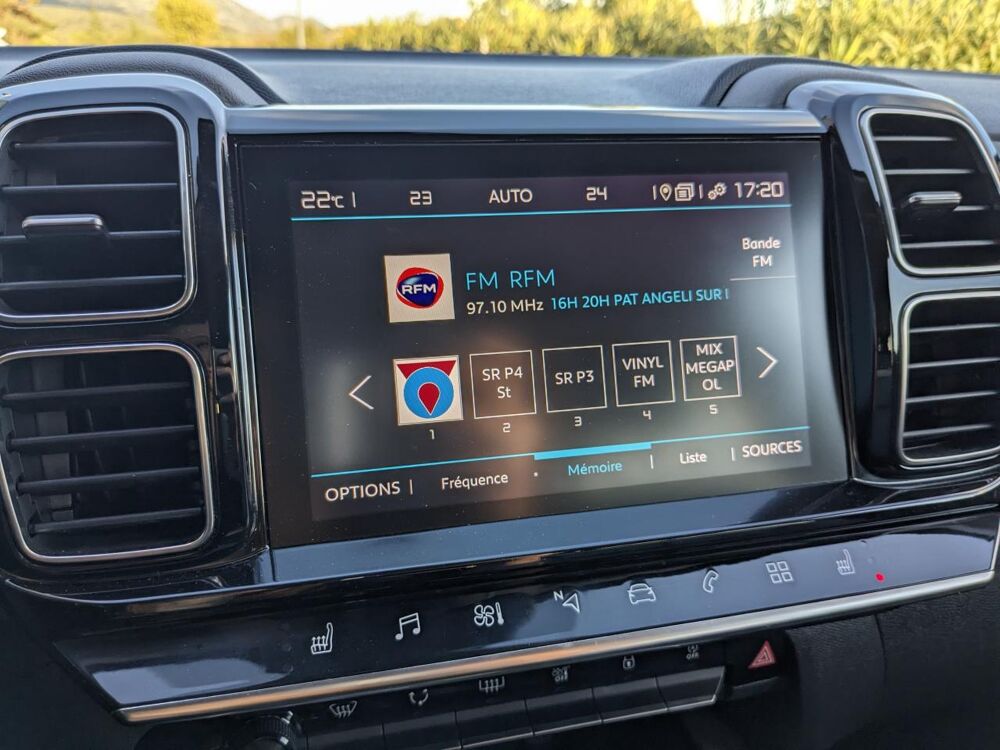 22°C 23 AUTO 24 17:20
Bande
FM
RFM
FM RFM
97.10 MHz 16H 20H PAT ANGELI SUR
SR P4
St
SR P3
VINYL
FM
MIX
MEGAP
OL
1 2 3 4 5
OPTIONS Fréquence Mémoire Liste SOURCES
N